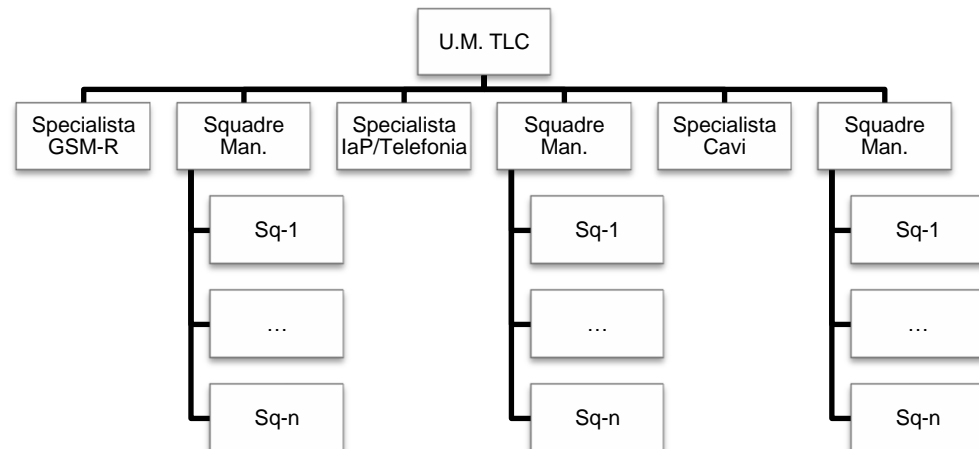 U.M. TLC
Specialista
GSM-R
Squadre
Man.
Specialista
IaP/Telefonia
Squadre
Man.
Specialista
Cavi
Squadre
Man.
Sq-1
…
Sq-n
Sq-1
…
Sq-n
Sq-1
…
Sq-n